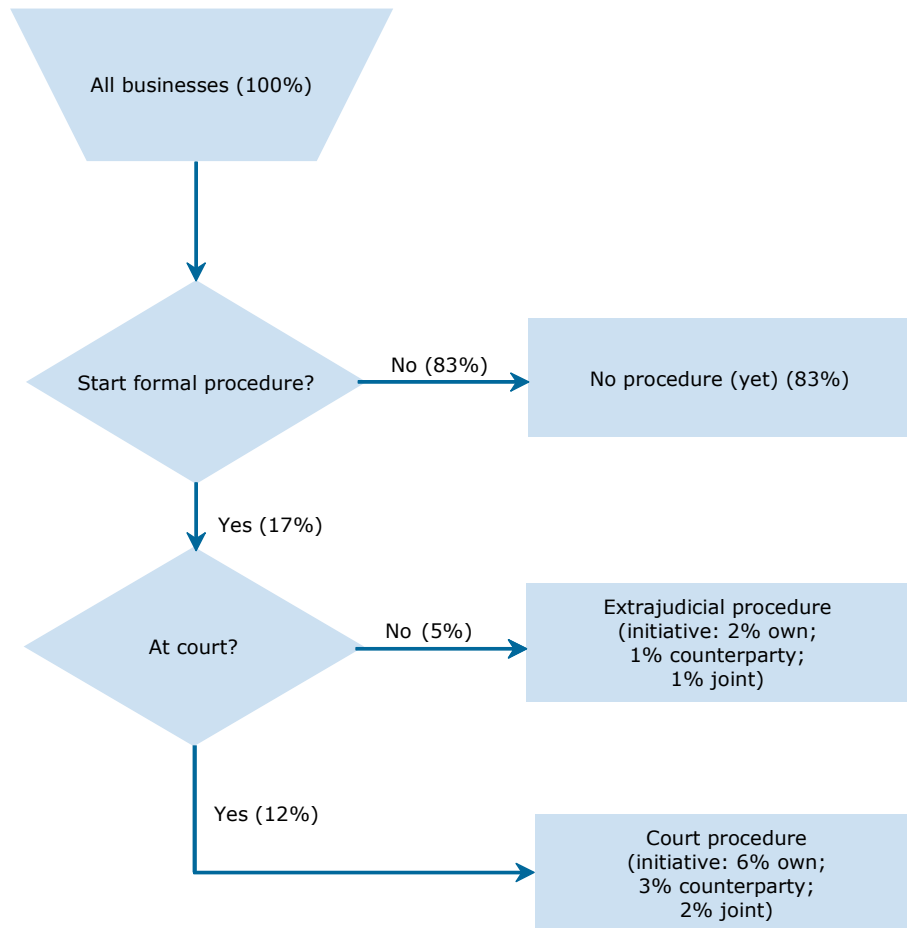 All businesses (100%)
Start formal procedure?
No (83%)
No procedure (yet) (83%)
Yes (17%)
At court?
No (5%)
Extrajudicial procedure
(initiative: 2% own;
1% counterparty;
1% joint)
Yes (12%)
Court procedure
(initiative: 6% own;
3% counterparty;
2% joint)